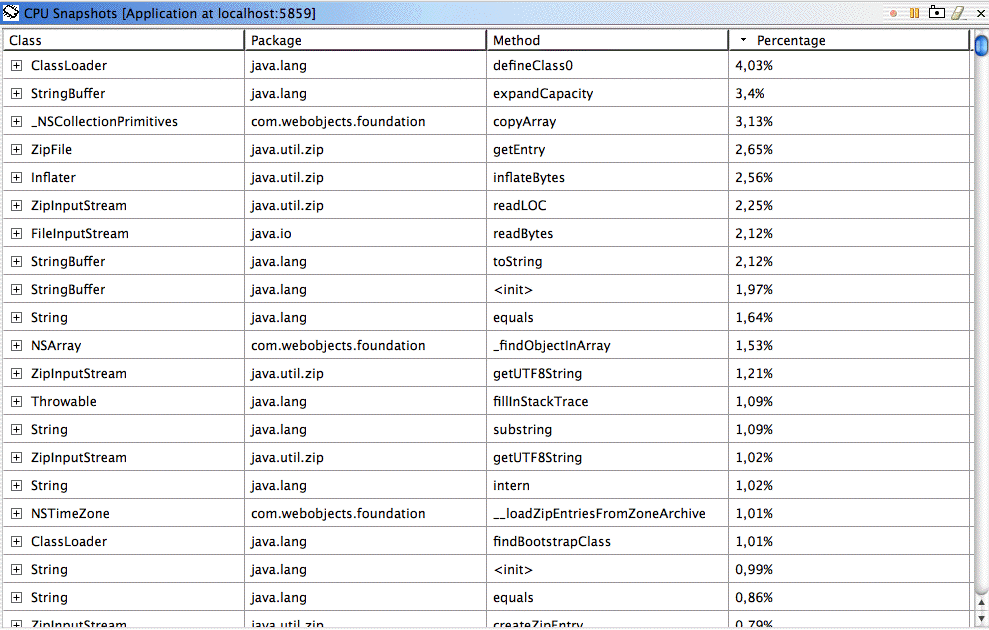 CPU Snapshots [Application at localhost:5859]
Class Package Method Percentage
ClassLoader java.lang defineClass0 4,03%
StringBuffer java.lang expandCapacity 3,4%
_NSCollectionPrimitives com.webobjects.foundation copyArray 3,13%
ZipFile java.util.zip getEntry 2,65%
Inflater java.util.zip inflateBytes 2,56%
ZipInputStream java.util.zip readLOC 2,25%
FileInputStream java.io readBytes 2,12%
StringBuffer java.lang toString 2,12%
StringBuffer java.lang <init> 1,97%
String java.lang equals 1,64%
NSArray com.webobjects.foundation _findObjectInArray 1,53%
ZipInputStream java.util.zip getUTF8String 1,21%
Throwable java.lang fillInStackTrace 1,09%
String java.lang substring 1,09%
ZipInputStream java.util.zip getUTF8String 1,02%
String java.lang intern 1,02%
NSTimeZone com.webobjects.foundation __loadZipEntriesFromZoneArchive 1,01%
ClassLoader java.lang findBootstrapClass 1,01%
String java.lang <init> 0,99%
String java.lang equals 0,86%
ZipInputStream java.util.zip createZipEntry 0,79%